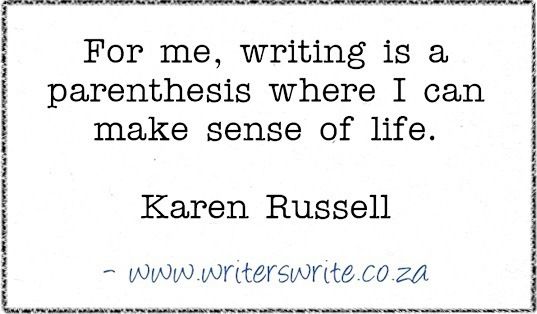 For me, writing is a
parenthesis where I can
make sense of life.
Karen Russell
- www.writerswrite.co.za